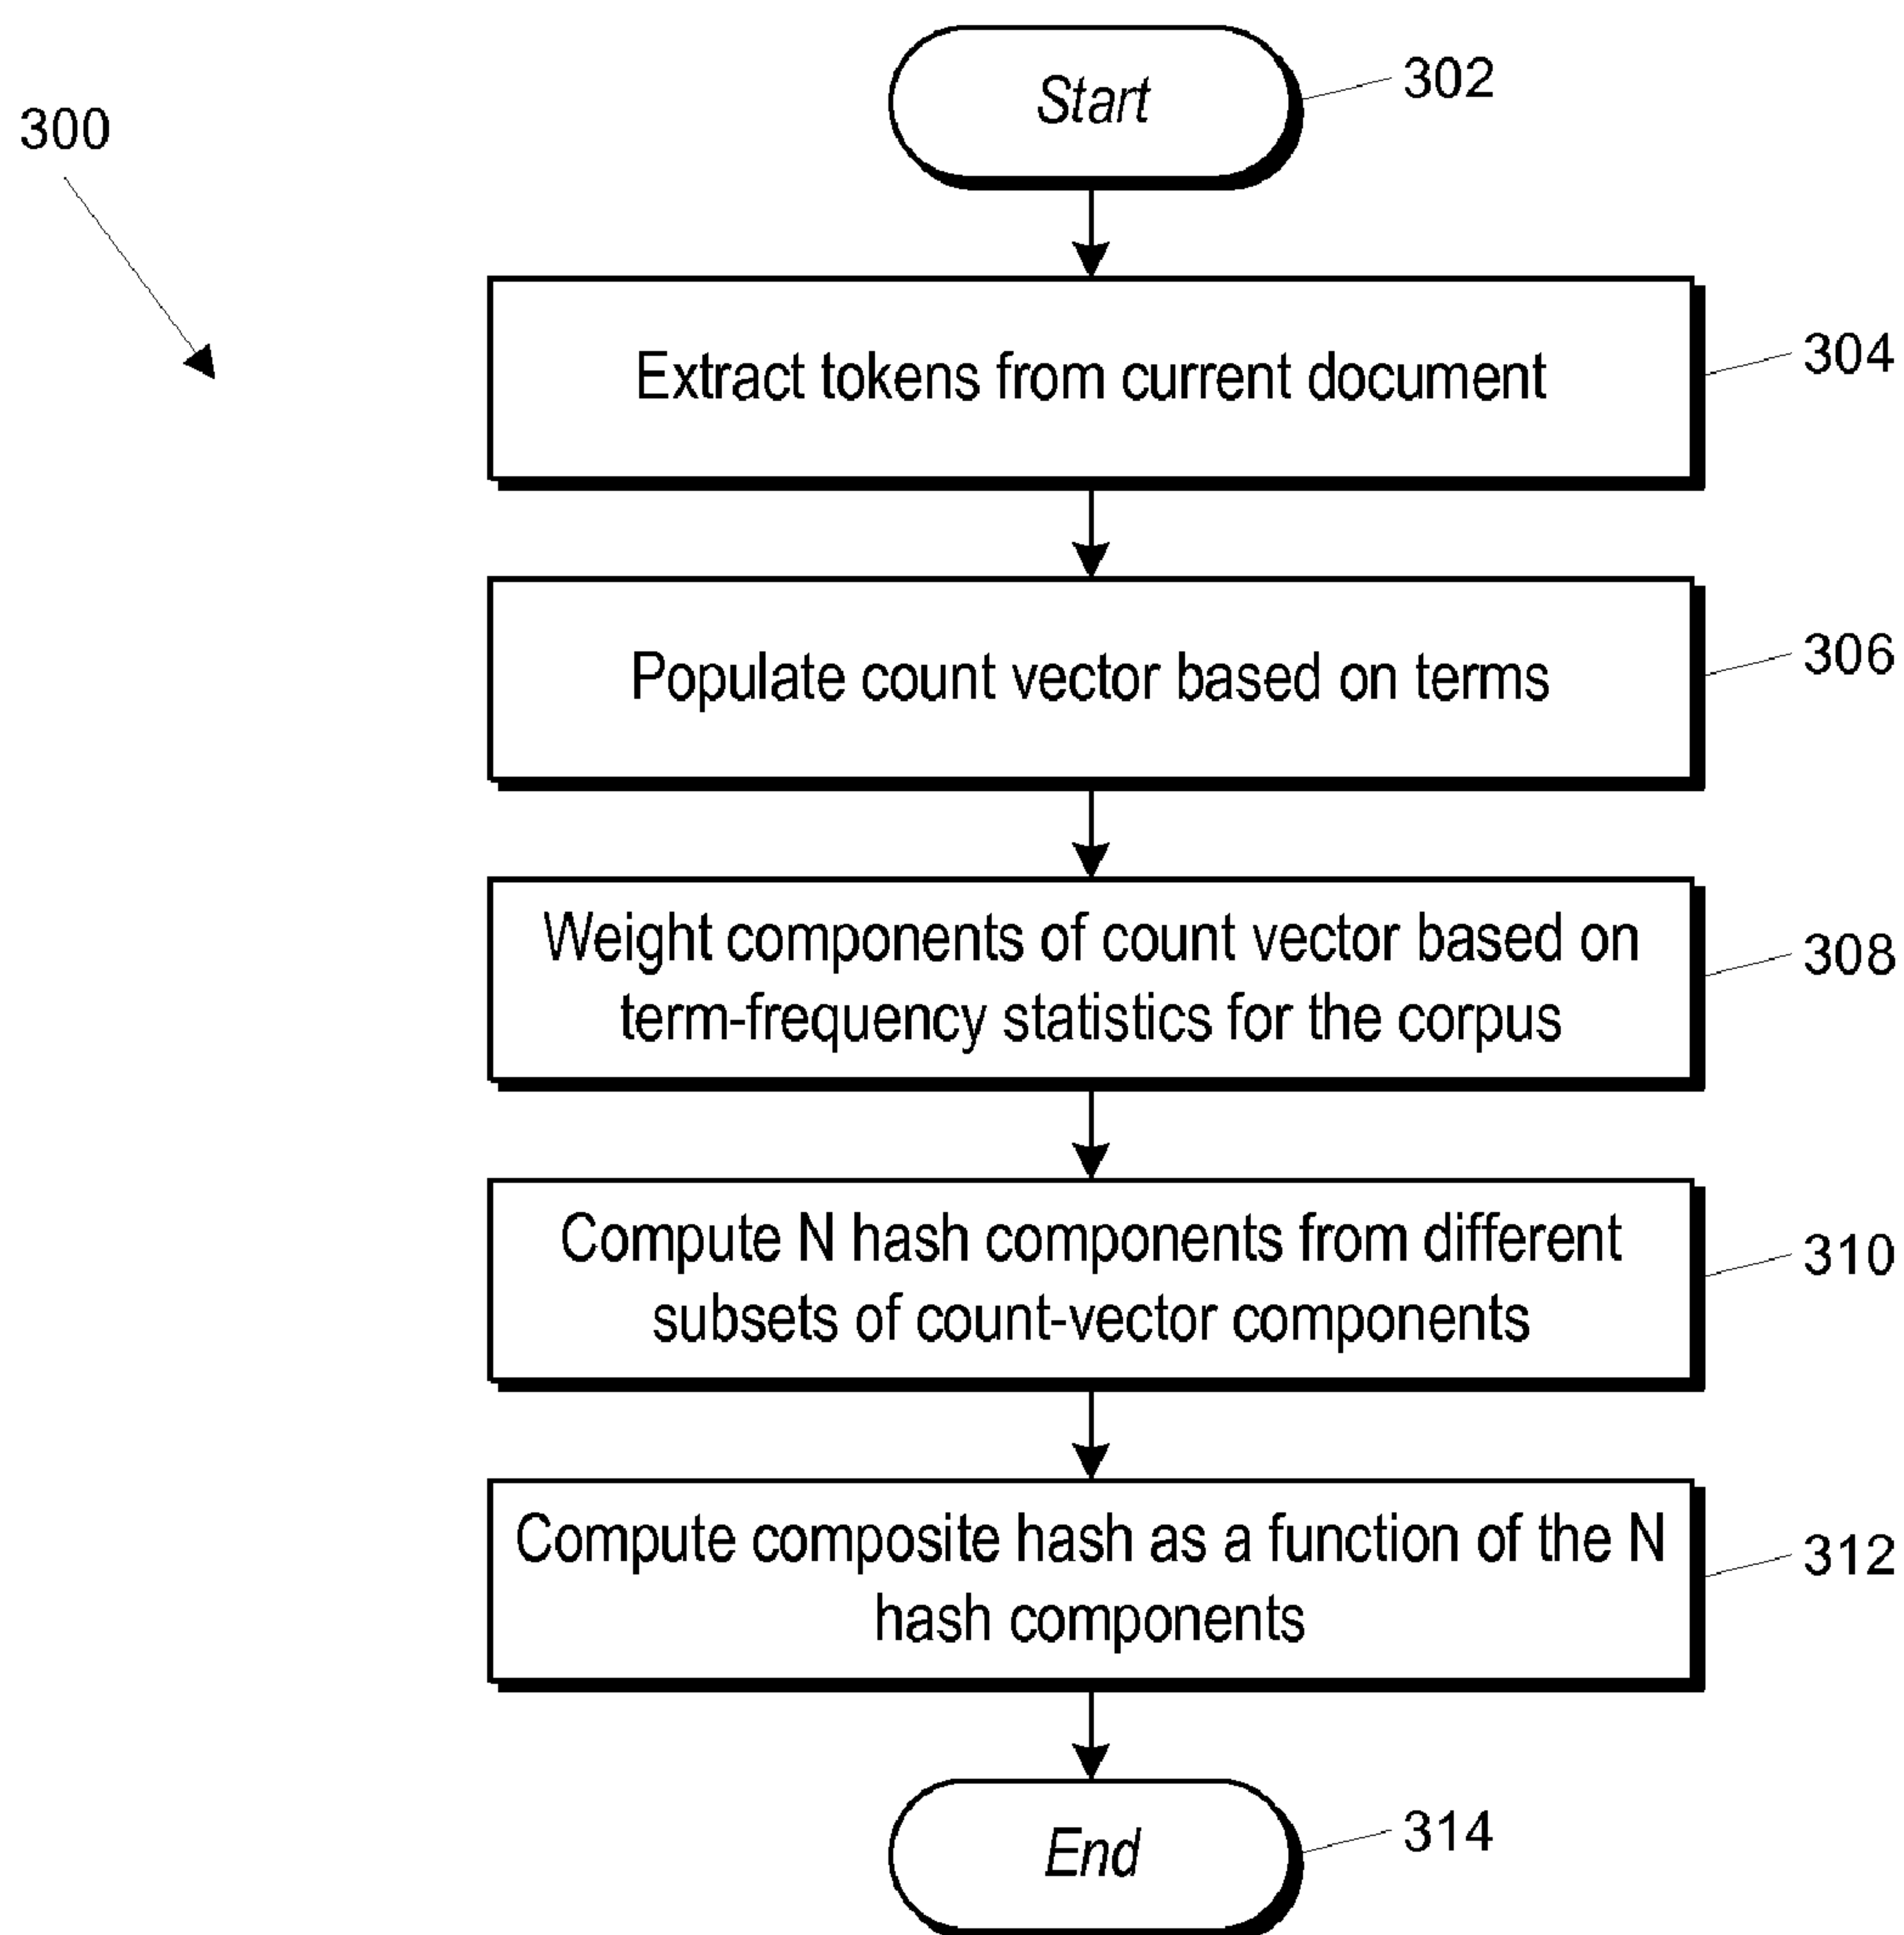 300
Start
302
Extract tokens from current document
304
Populate count vector based on terms
306
Weight components of count vector based on
term-frequency statistics for the corpus
308
Compute N hash components from different
subsets of count-vector components
310
Compute composite hash as a function of the N
hash components
312
End
314